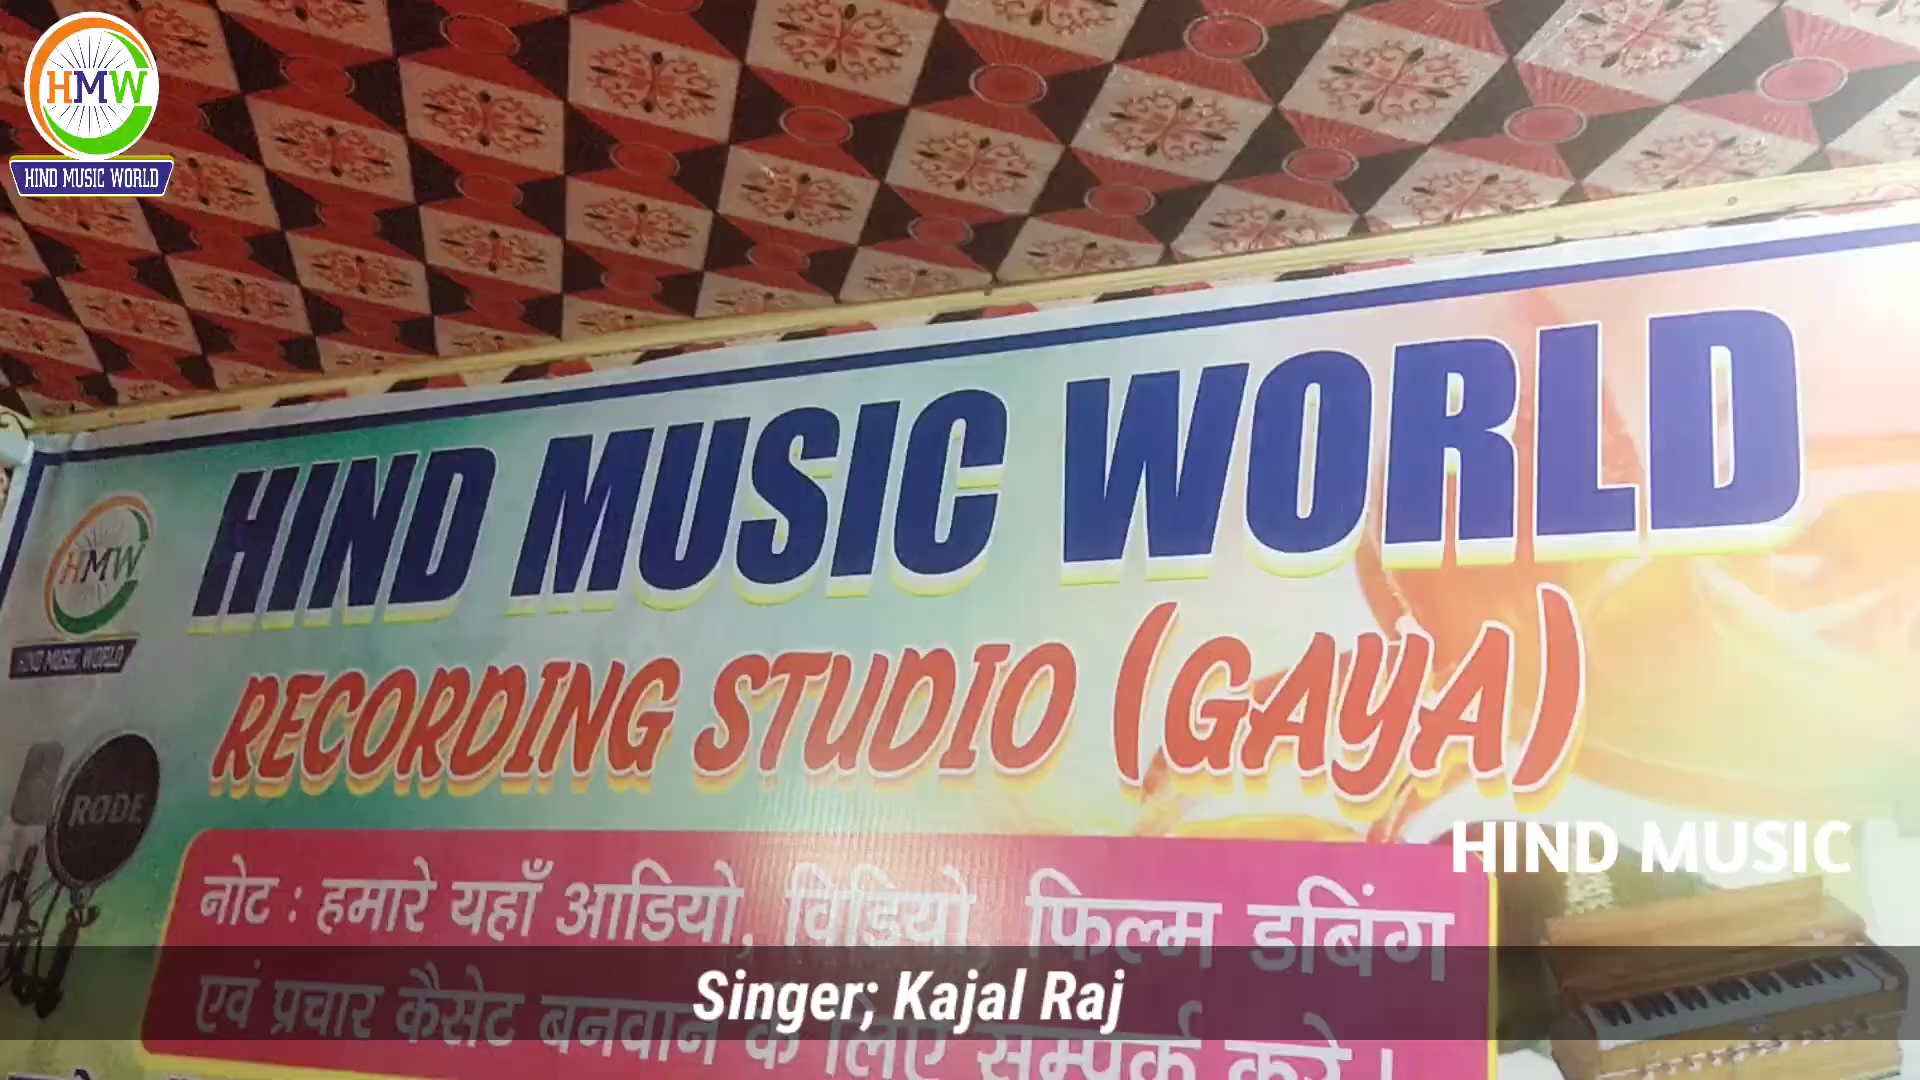 HMW
HIND MUSIC WORLD
HIND MUSIC WORLD
HMW
HIND MUSIC WORLD
RECORDING STUDIO (GAYA)
RODE
HIND MUSIC
नोट : हमारे यहाँ आडियो, विडियो, फिल्म डबिंग
एवं प्रचार कैसेट बनवाने के लिए सम्पर्क करे।
Singer; Kajal Raj